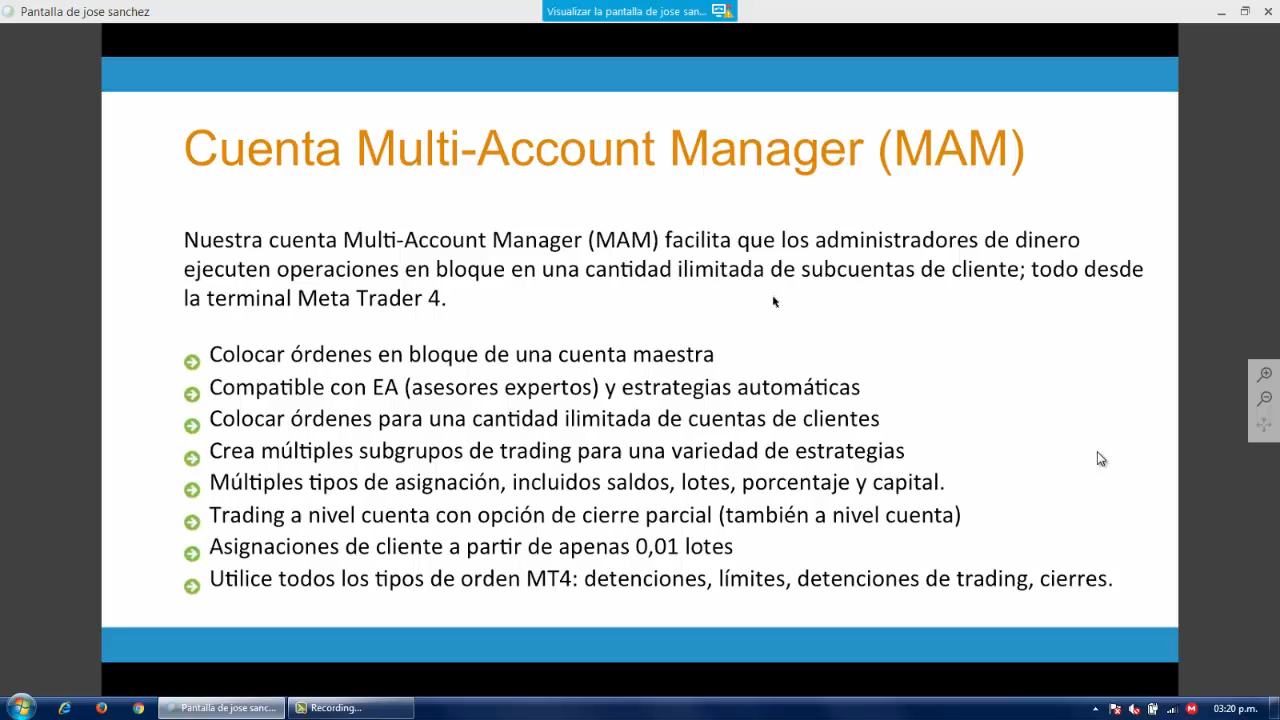 Pantalla de jose sanchez
Visualizar la pantalla de jose san...
Cuenta Multi-Account Manager (MAM)
Nuestra cuenta Multi-Account Manager (MAM) facilita que los administradores de dinero
ejecuten operaciones en bloque en una cantidad ilimitada de subcuentas de cliente; todo desde
la terminal Meta Trader 4.
Colocar órdenes en bloque de una cuenta maestra
Compatible con EA (asesores expertos) y estrategias automáticas
Colocar órdenes para una cantidad ilimitada de cuentas de clientes
Crea múltiples subgrupos de trading para una variedad de estrategias
Múltiples tipos de asignación, incluidos saldos, lotes, porcentaje y capital.
Trading a nivel cuenta con opción de cierre parcial (también a nivel cuenta)
Asignaciones de cliente a partir de apenas 0,01 lotes
Utilice todos los tipos de orden MT4: detenciones, límites, detenciones de trading, cierres.
Pantalla de jose sanc...
Recording...
03:20 p.m.